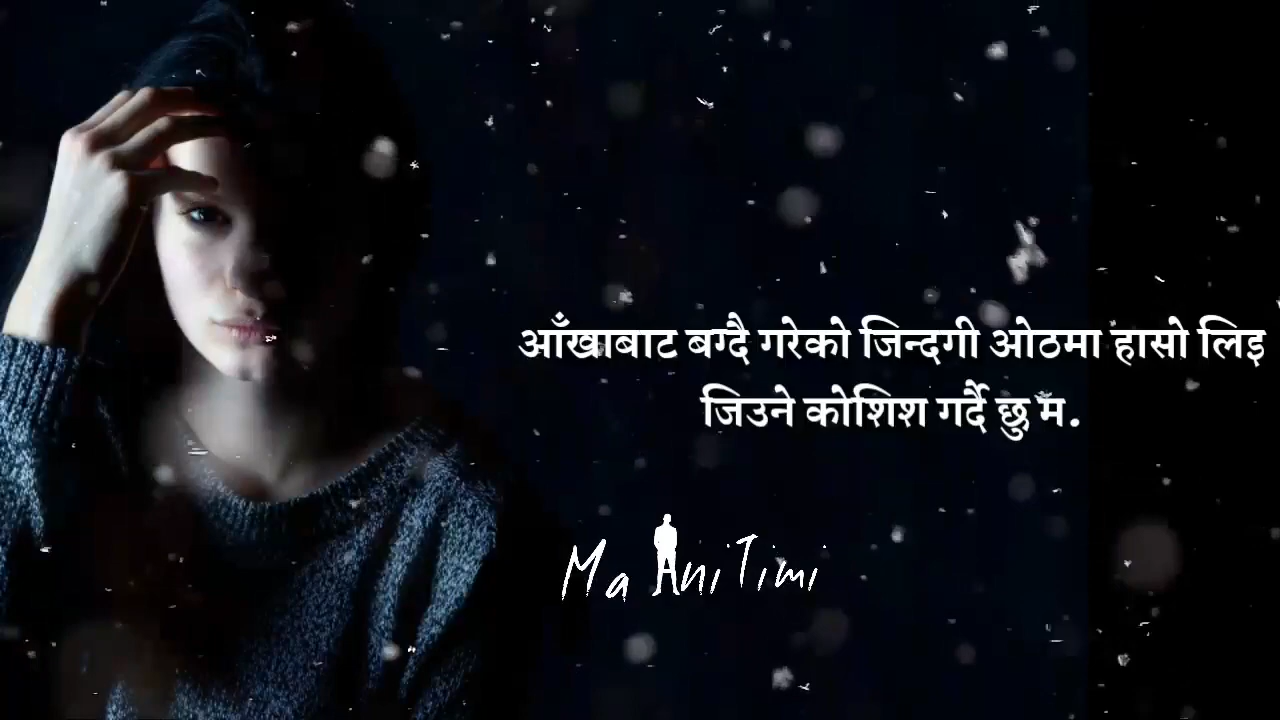 आँखाबाट बग्दै गरेको जिन्दगी ओठमा हासो लिइ
जिउने कोशिश गर्दै छु म.
Ma Ani Timi